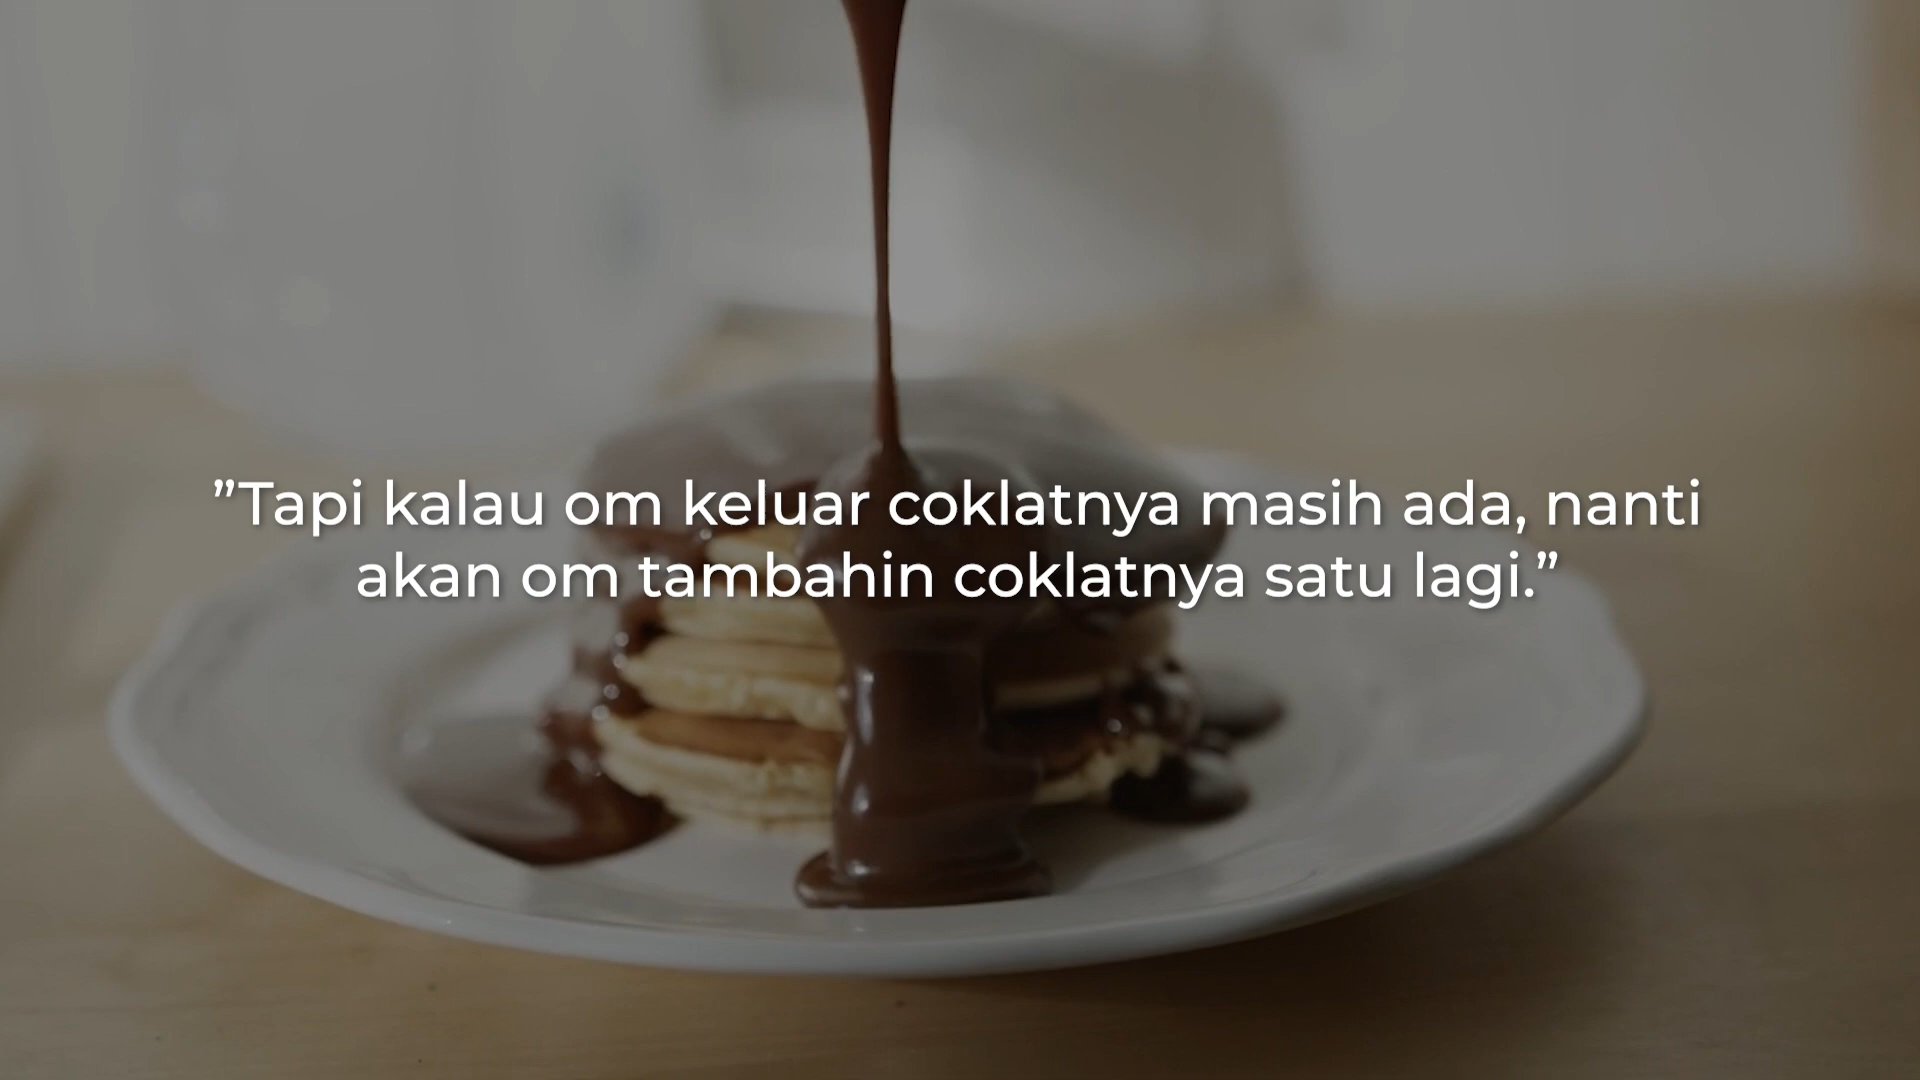 ”Tapi kalau om keluar coklatnya masih ada, nanti
akan om tambahin coklatnya satu lagi.”